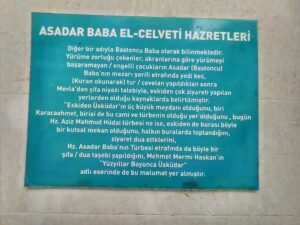 ASADAR BABA EL-CELVETİ HAZRETLERİ
Diğer bir adıyla Bastoncu Baba olarak bilinmektedir.
Yürüme zorluğu çekenler, akranlarına göre yürümeyi
başaramayan / engelli çocukların Asadar (Bastoncu)
Baba'nın mezarı şerifi etrafında yedi kez,
(Kuran okunarak) tur / cevelan yapıldıktan sonra
Mevla'dan şifa niyazı talebiyle, eskiden çok ziyareti yapılan
yerlerden olduğu kaynaklarda belirtilmiştir.
"Eskiden Üsküdar'ın üç büyük meydanı olduğunu, biri
Karacaahmet, birisi de bu cami ve türbenin olduğu yer olduğunu, bugün
Hz. Aziz Mahmud Hüdai türbesi ne ise, eskiden de burası böyle
bir kutsal mekan olduğunu, halkın buralarda toplandığını,
ziyaret dua ettiklerini,
Hz. Asadar Baba'nın Türbesi etrafında da böyle bir
şifa / dua taşebi yapıldığını, Mehmet Mermi Haskan'ın
"Yüzyıllar Boyunca Üsküdar"
adlı eserinde de bu malumat yer almıştır.